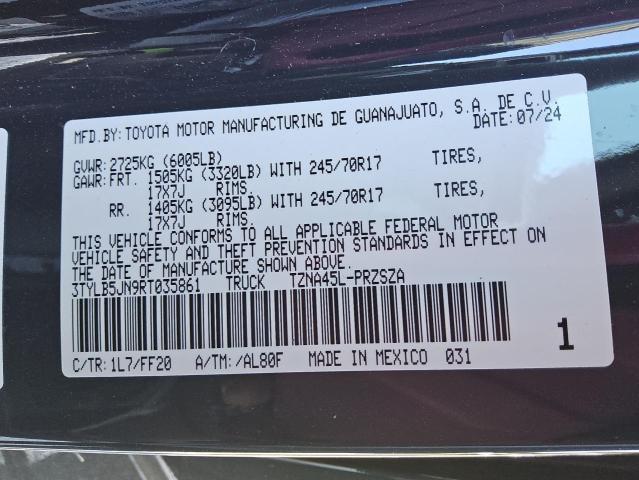 MFD.BY:TOYOTA MOTOR MANUFACTURING DE GUANAJUATO, S.A. DE C.V.
DATE:07/24
GVWR:2725KG (6005LB)
GAWR:FRT. 1505KG (3320LB) WITH 245/70R17 TIRES,
17X7J RIMS.
RR. 1405KG (3095LB) WITH 245/70R17 TIRES,
17X7J RIMS.
THIS VEHICLE CONFORMS TO ALL APPLICABLE FEDERAL MOTOR
VEHICLE SAFETY AND THEFT PREVENTION STANDARDS IN EFFECT ON
THE DATE OF MANUFACTURE SHOWN ABOVE.
3TYLB5JN9RT035861 TRUCK TZNA45L-PRZSZA
1
C/TR:1L7/FF20 A/TM:/AL80F MADE IN MEXICO 031